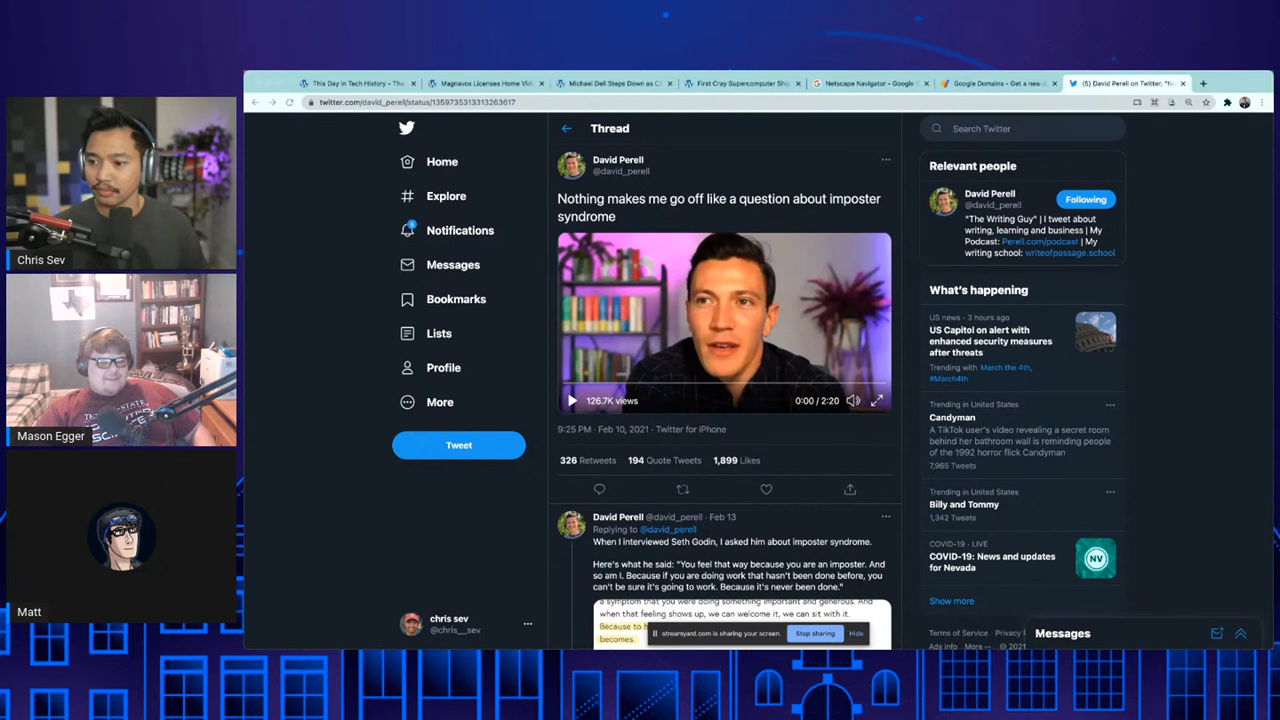 This Day in Tech History - The
Magnavox Licenses Home Vid
Michael Dell Steps Down as C
First Cray Supercomputer Shi
Netscape Navigator - Google
Google Domains - Get a new d
(5) David Perell on Twitter: "N
twitter.com/david_perell/status/1359735313313263617
Chris Sev
Mason Egger
Matt
Home
Explore
5
Notifications
Messages
Bookmarks
Lists
Profile
More
Tweet
chris sev
@chris__sev
Thread
David Perell
@david_perell
Nothing makes me go off like a question about imposter
syndrome
126.7K views
0:00 / 2:20
9:25 PM · Feb 10, 2021 · Twitter for iPhone
326 Retweets 194 Quote Tweets 1,899 Likes
David Perell @david_perell · Feb 13
Replying to @david_perell
When I interviewed Seth Godin, I asked him about imposter syndrome.
Here's what he said: "You feel that way because you are an imposter. And
so am I. Because if you are doing work that hasn't been done before, you
can't be sure it's going to work. Because it's never been done."
a symptom that you were doing something important and generous. And
when that feeling shows up, we can welcome it, we can sit with it.
Because to
becomes.
streamyard.com is sharing your screen.
Stop sharing
Hide
Search Twitter
Relevant people
David Perell
@david_perell
Following
"The Writing Guy" | I tweet about
writing, learning and business | My
Podcast: Perell.com/podcast | My
writing school: writeofpassage.school
What's happening
US news · 3 hours ago
US Capitol on alert with
enhanced security measures
after threats
Trending with March the 4th,
#March4th
Trending in United States
Candyman
A TikTok user's video revealing a secret room
behind her bathroom wall is reminding people
of the 1992 horror flick Candyman
7,965 Tweets
Trending in United States
Billy and Tommy
1,342 Tweets
COVID-19 · LIVE
COVID-19: News and updates
for Nevada
NV
Show more
Terms of Service Privacy
Ads info More © 2021
Messages